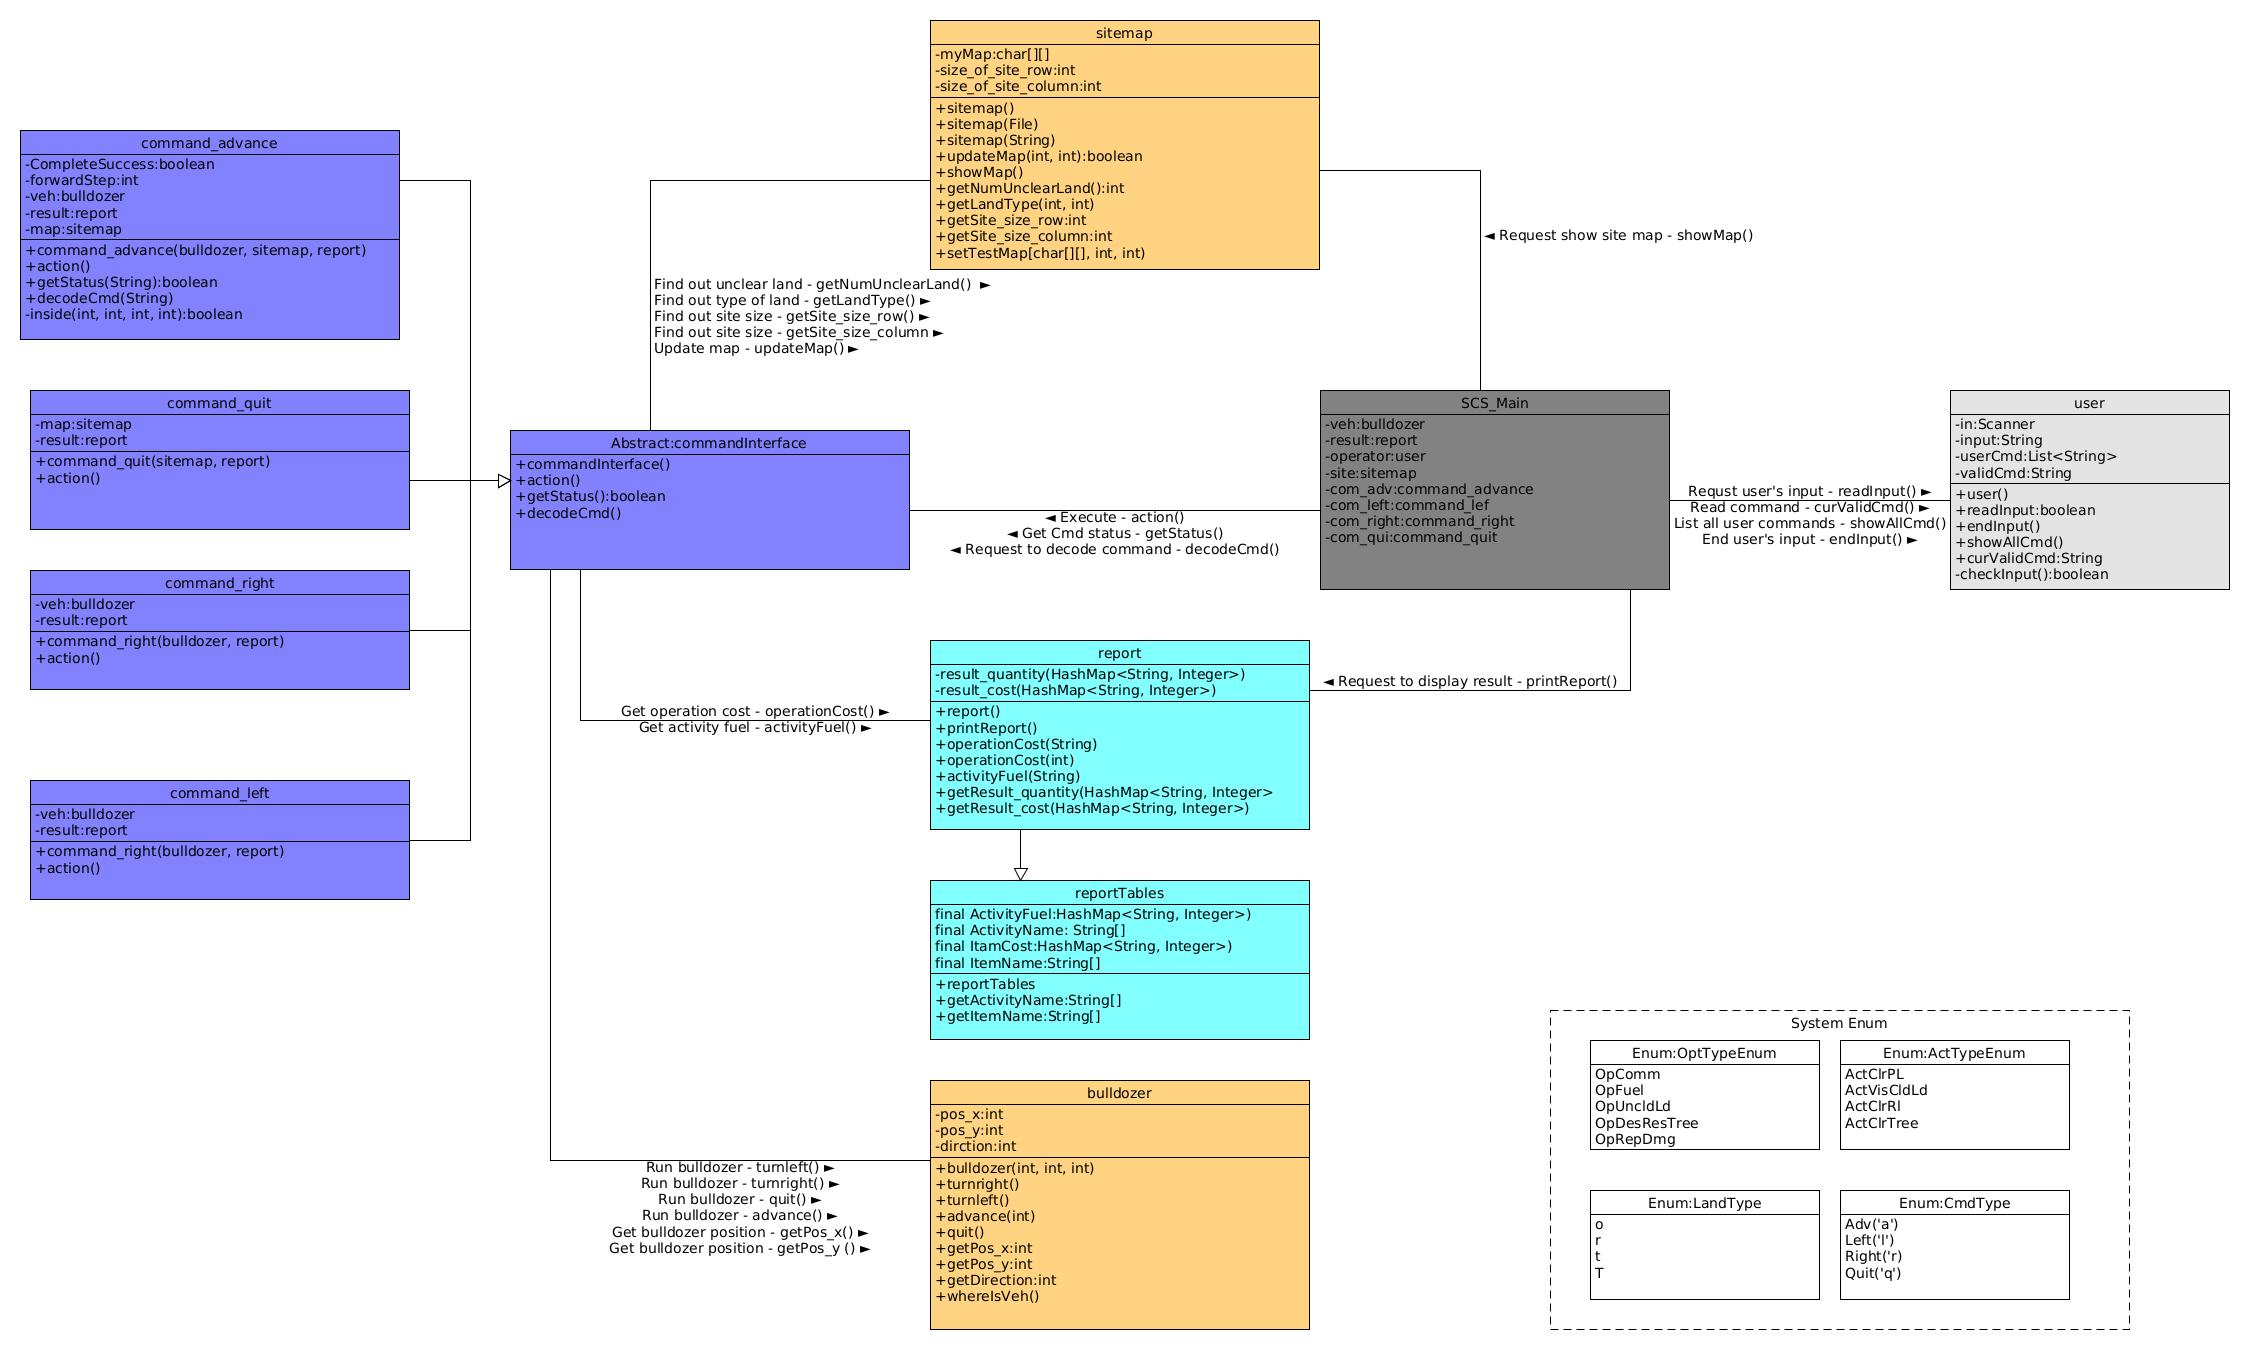 sitemap
-myMap:char[][]
-size_of_site_row:int
-size_of_site_column:int
+sitemap()
+sitemap(File)
+sitemap(String)
+updateMap(int, int):boolean
+showMap()
+getNumUnclearLand():int
+getLandType(int, int)
+getSite_size_row:int
+getSite_size_column:int
+setTestMap[char[][], int, int)
command_advance
-CompleteSuccess:boolean
-forwardStep:int
-veh:bulldozer
-result:report
-map:sitemap
+command_advance(bulldozer, sitemap, report)
+action()
+getStatus(String):boolean
+decodeCmd(String)
-inside(int, int, int, int):boolean
◄ Request show site map - showMap()
Find out unclear land - getNumUnclearLand()  ►
Find out type of land - getLandType() ►
Find out site size - getSite_size_row() ►
Find out site size - getSite_size_column ►
Update map - updateMap() ►
command_quit
-map:sitemap
-result:report
+command_quit(sitemap, report)
+action()
Abstract:commandInterface
+commandInterface()
+action()
+getStatus():boolean
+decodeCmd()
◄ Execute - action()
◄ Get Cmd status - getStatus()
◄ Request to decode command - decodeCmd()
SCS_Main
-veh:bulldozer
-result:report
-operator:user
-site:sitemap
-com_adv:command_advance
-com_left:command_lef
-com_right:command_right
-com_qui:command_quit
Requst user's input - readInput() ►
Read command - curValidCmd() ►
List all user commands - showAllCmd()
End user's input - endInput() ►
user
-in:Scanner
-input:String
-userCmd:List<String>
-validCmd:String
+user()
+readInput:boolean
+endInput()
+showAllCmd()
+curValidCmd:String
-checkInput():boolean
command_right
-veh:bulldozer
-result:report
+command_right(bulldozer, report)
+action()
command_left
-veh:bulldozer
-result:report
+command_right(bulldozer, report)
+action()
Get operation cost - operationCost() ►
Get activity fuel - activityFuel() ►
report
-result_quantity(HashMap<String, Integer>)
-result_cost(HashMap<String, Integer>)
+report()
+printReport()
+operationCost(String)
+operationCost(int)
+activityFuel(String)
+getResult_quantity(HashMap<String, Integer>
+getResult_cost(HashMap<String, Integer>)
◄ Request to display result - printReport()
reportTables
final ActivityFuel:HashMap<String, Integer>)
final ActivityName: String[]
final ItamCost:HashMap<String, Integer>)
final ItemName:String[]
+reportTables
+getActivityName:String[]
+getItemName:String[]
Run bulldozer - turnleft() ►
Run bulldozer - turnright() ►
Run bulldozer - quit() ►
Run bulldozer - advance() ►
Get bulldozer position - getPos_x() ►
Get bulldozer position - getPos_y () ►
bulldozer
-pos_x:int
-pos_y:int
-dirction:int
+bulldozer(int, int, int)
+turnright()
+turnleft()
+advance(int)
+quit()
+getPos_x:int
+getPos_y:int
+getDirection:int
+whereIsVeh()
System Enum
Enum:OptTypeEnum
OpComm
OpFuel
OpUncldLd
OpDesResTree
OpRepDmg
Enum:ActTypeEnum
ActClrPL
ActVisCldLd
ActClrRl
ActClrTree
Enum:LandType
o
r
t
T
Enum:CmdType
Adv('a')
Left('l')
Right('r)
Quit('q')